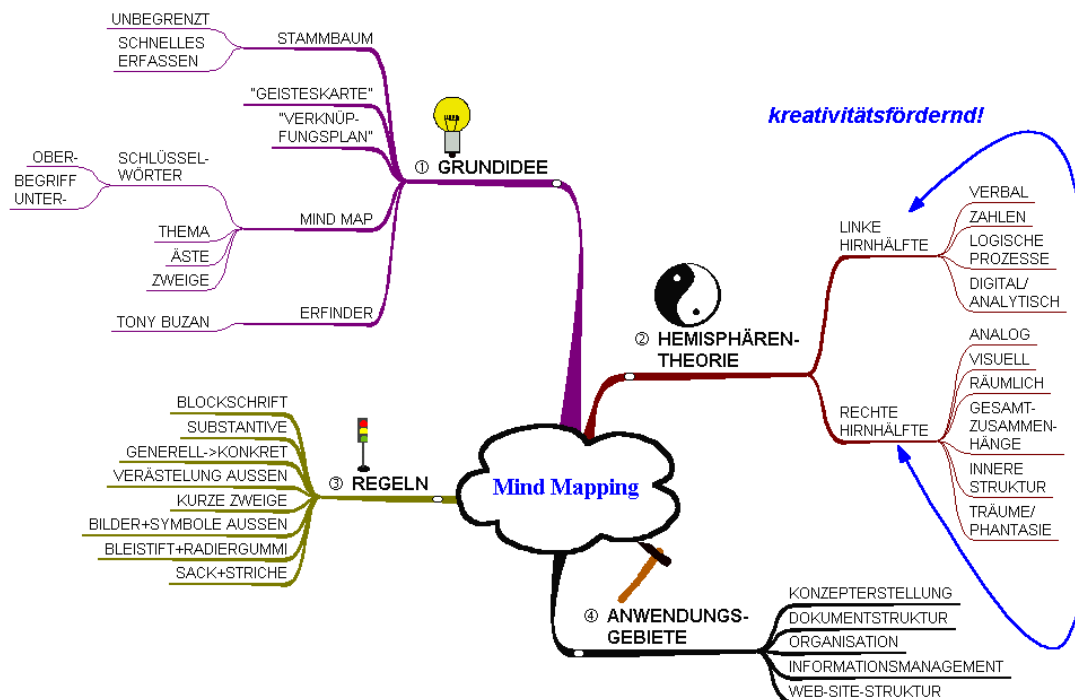 UNBEGRENZT
SCHNELLES
ERFASSEN
STAMMBAUM
"GEISTESKARTE"
"VERKNÜP-
FUNGSPLAN"
① GRUNDIDEE
OBER-
BEGRIFF
UNTER-
SCHLÜSSEL-
WÖRTER
THEMA
ÄSTE
ZWEIGE
MIND MAP
TONY BUZAN
ERFINDER
kreativitätsfördernd!
② HEMISPHÄREN-
THEORIE
LINKE
HIRNHÄLFTE
VERBAL
ZAHLEN
LOGISCHE
PROZESSE
DIGITAL/
ANALYTISCH
RECHTE
HIRNHÄLFTE
ANALOG
VISUELL
RÄUMLICH
GESAMT-
ZUSAMMEN-
HÄNGE
INNERE
STRUKTUR
TRÄUME/
PHANTASIE
Mind Mapping
③ REGELN
BLOCKSCHRIFT
SUBSTANTIVE
GENERELL->KONKRET
VERÄSTELUNG AUSSEN
KURZE ZWEIGE
BILDER+SYMBOLE AUSSEN
BLEISTIFT+RADIERGUMMI
SACK+STRICHE
④ ANWENDUNGS-
GEBIETE
KONZEPTERSTELLUNG
DOKUMENTSTRUKTUR
ORGANISATION
INFORMATIONSMANAGEMENT
WEB-SITE-STRUKTUR